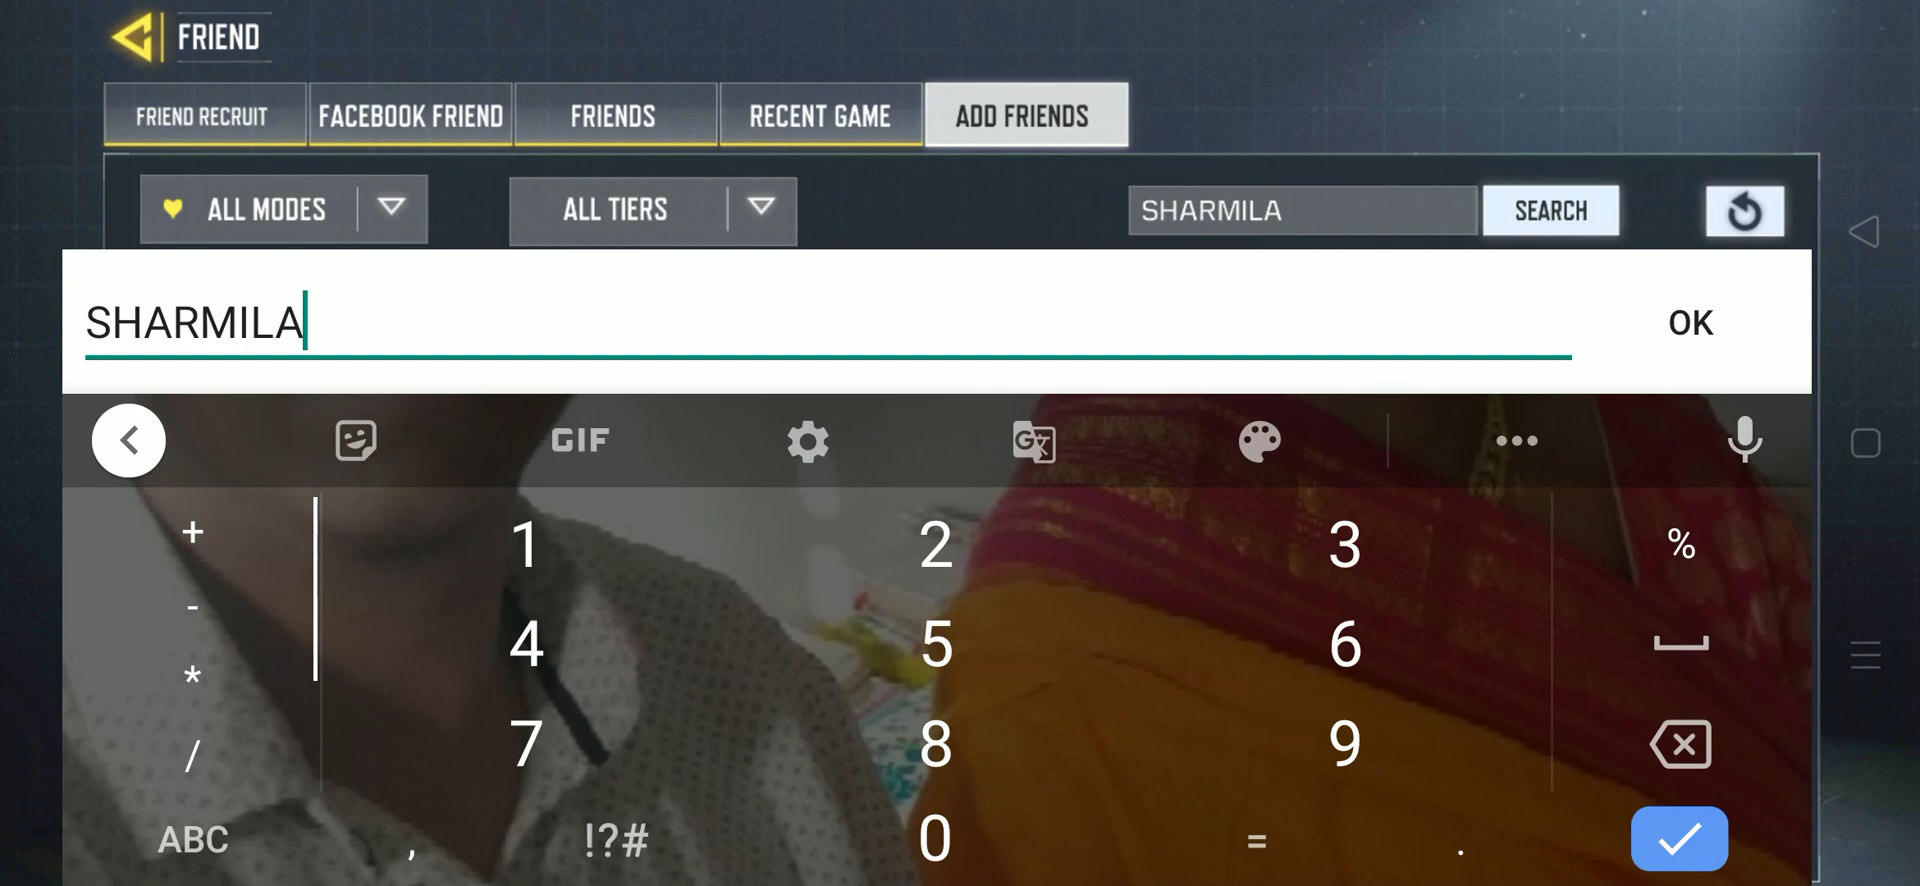 FRIEND
FRIEND RECRUIT FACEBOOK FRIEND FRIENDS RECENT GAME ADD FRIENDS
ALL MODES ALL TIERS SHARMILA SEARCH
SHARMILA OK
GIF
+ 1 2 3 %
- 4 5 6
*
/ 7 8 9
ABC , !?# 0 = .